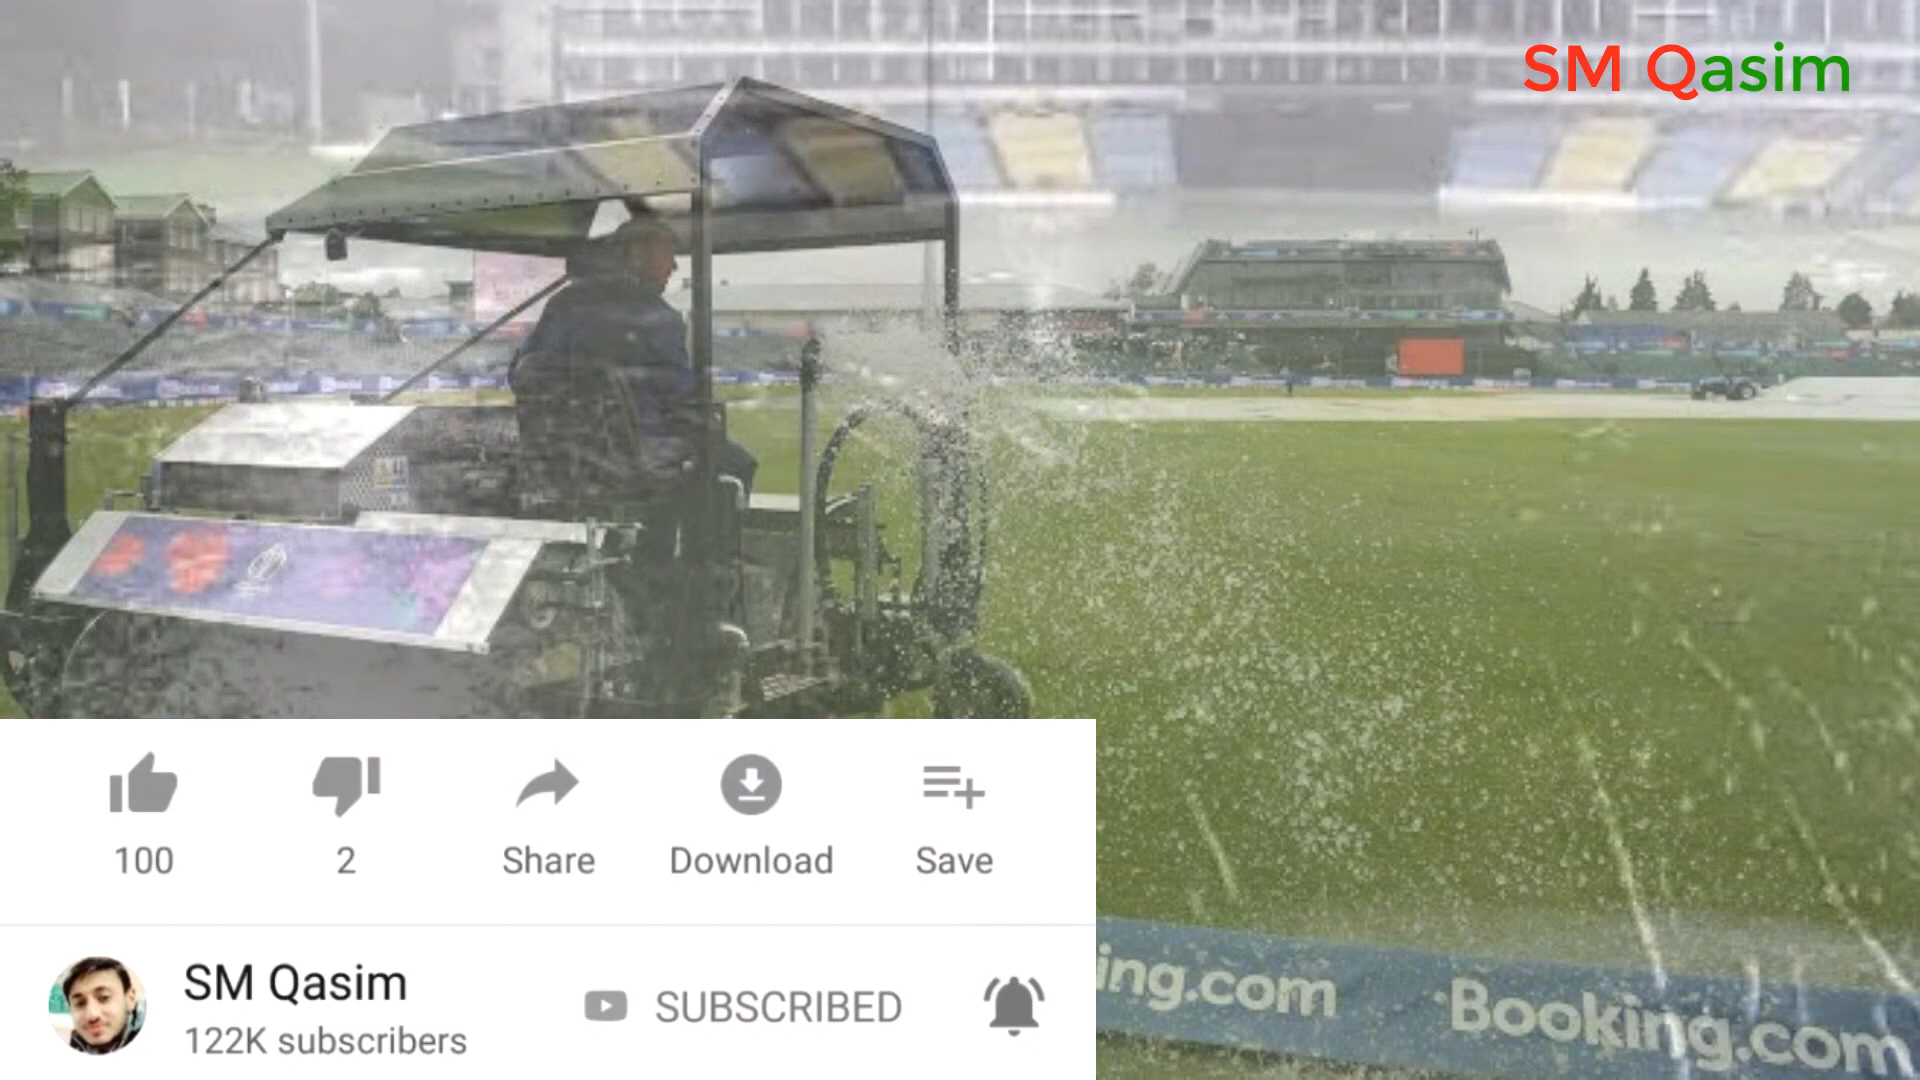 SM Qasim
100
2
Share
Download
Save
SM Qasim
122K subscribers
SUBSCRIBED
ing.com
Booking.com